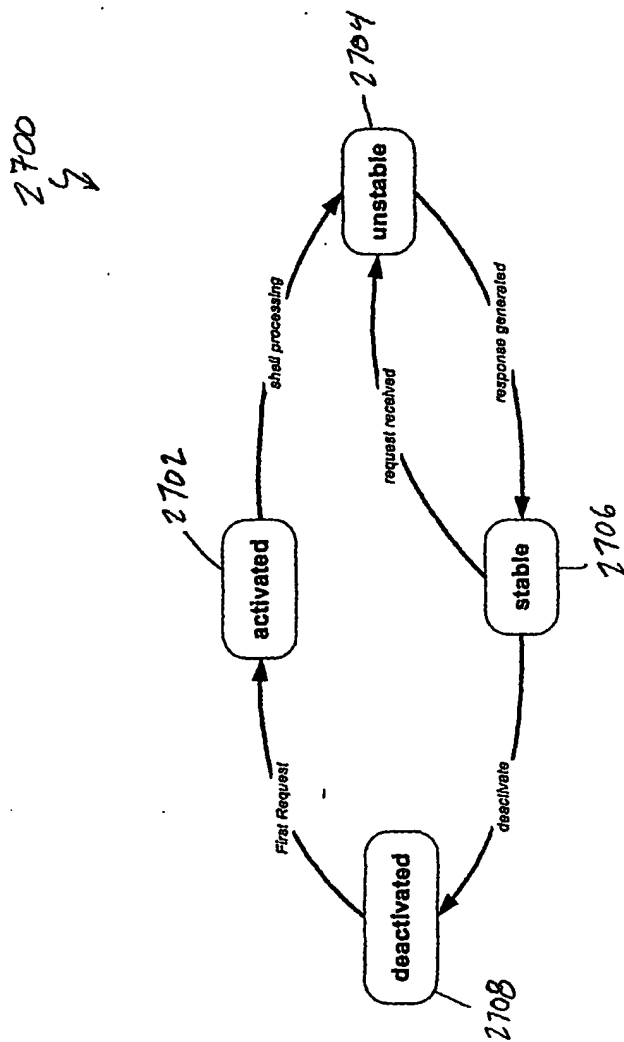 2700
2702
activated
First Request
shell processing
2708
deactivated
unstable
2704
request received
deactivate
response generated
stable
2706